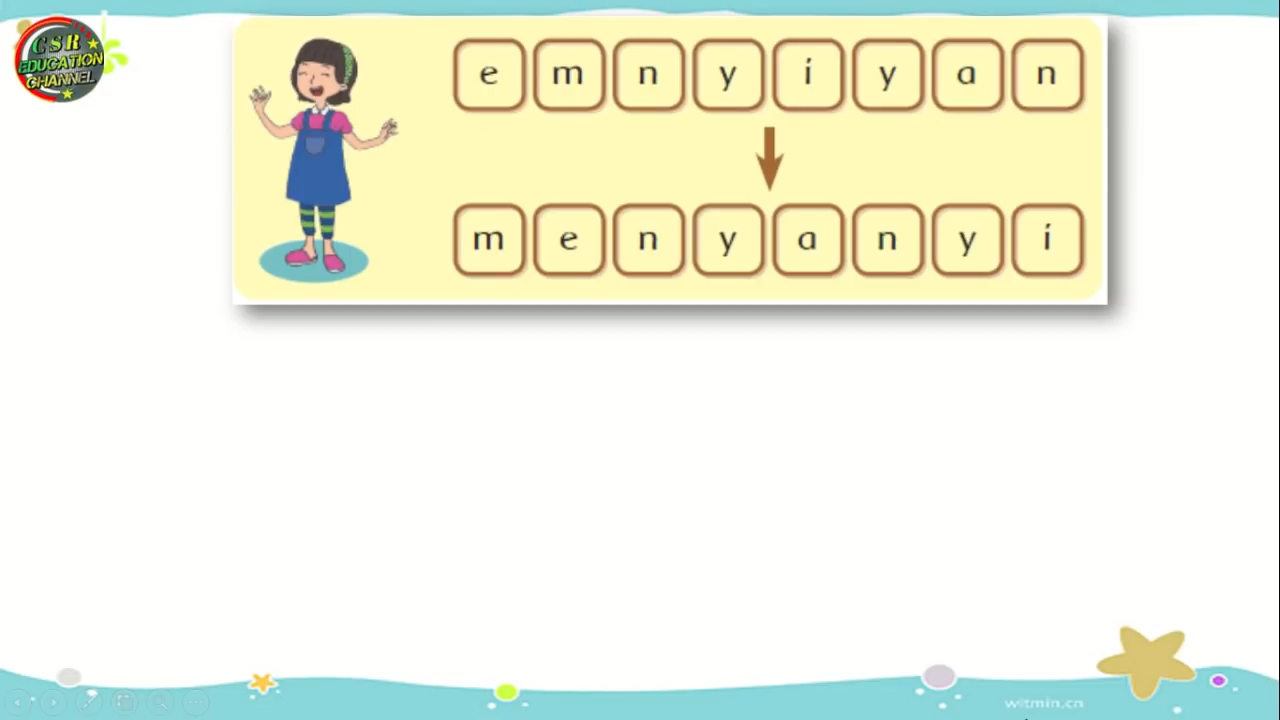 CSR
EDUCATION
CHANNEL
e m n y i y a n
m e n y a n y i
witmin.cn